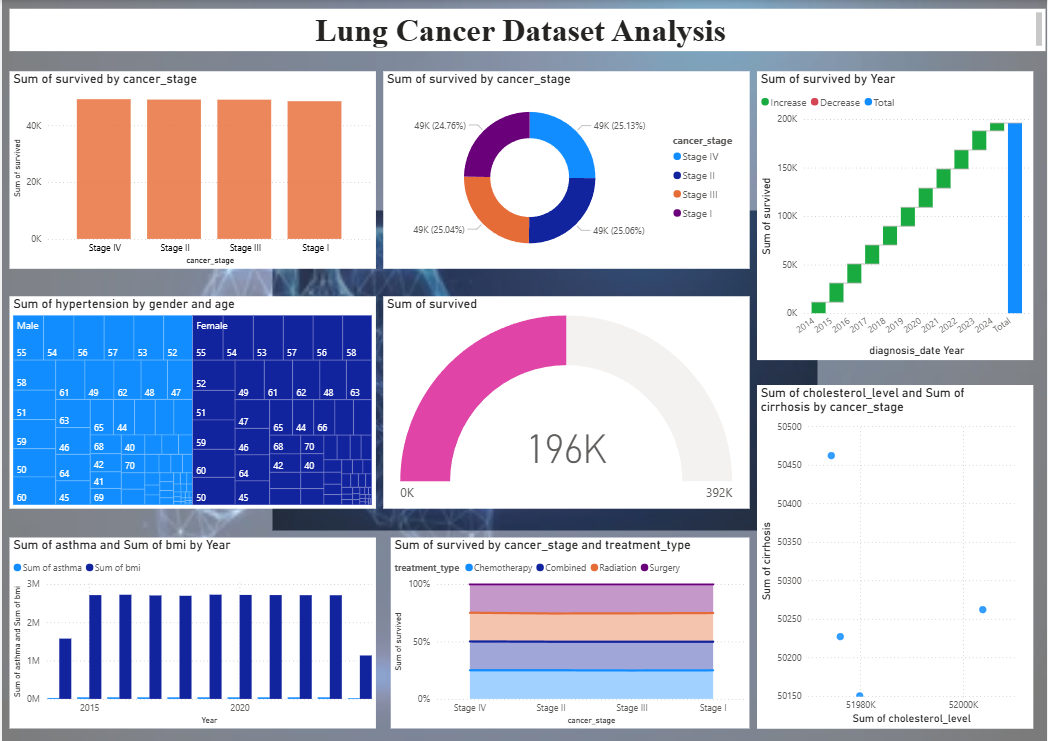 Lung Cancer Dataset Analysis
Sum of survived by cancer_stage
40K
20K
0K
Sum of survived
Stage IV
Stage II
Stage III
Stage I
cancer_stage
Sum of survived by cancer_stage
49K (24.76%)
49K (25.13%)
49K (25.04%)
49K (25.06%)
cancer_stage
Stage IV
Stage II
Stage III
Stage I
Sum of survived by Year
Increase Decrease Total
200K
150K
100K
50K
0K
Sum of survived
2014 2015 2016 2017 2018 2019 2020 2021 2022 2023 2024 Total
diagnosis_date Year
Sum of hypertension by gender and age
Male
55 54 56 57 53 52
58 61 49 62 48 47
51 63 65 44
59 46 68 40
50 64 42 70
41
60 45 69
Female
55 54 53 57 56 58
52 49 61 62 48 63
51 47 65 44 66
59 46 68 70
60 64 42 40
50 45
Sum of survived
196K
0K
392K
Sum of cholesterol_level and Sum of
cirrhosis by cancer_stage
50500
50450
50400
50350
50300
50250
50200
50150
Sum of cirrhosis
51980K
52000K
Sum of cholesterol_level
Sum of asthma and Sum of bmi by Year
Sum of asthma Sum of bmi
3M
2M
1M
0M
Sum of asthma and Sum of bmi
2015
2020
Year
Sum of survived by cancer_stage and treatment_type
treatment_type Chemotherapy Combined Radiation Surgery
100%
50%
0%
Sum of survived
Stage IV
Stage II
Stage III
Stage I
cancer_stage